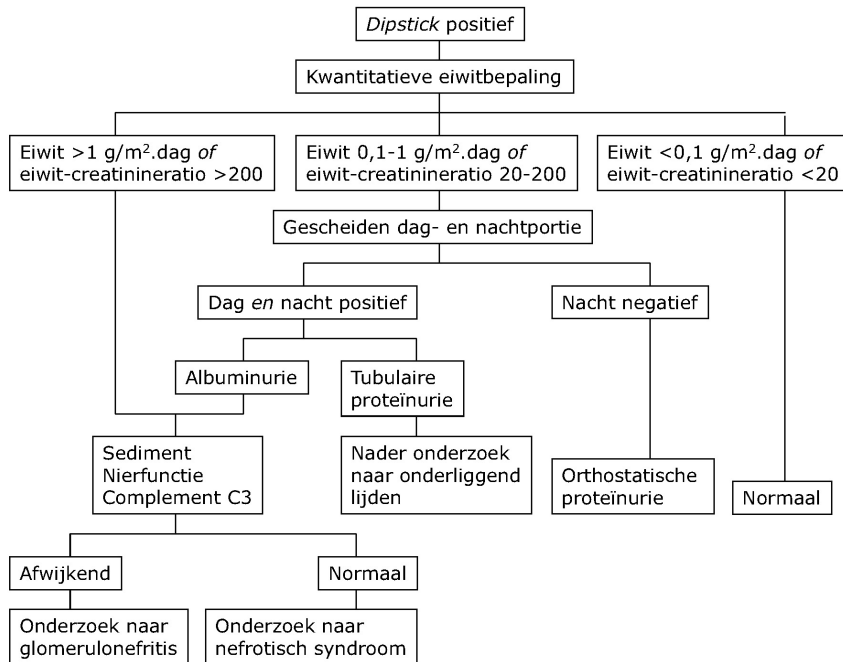 Dipstick positief
Kwantitatieve eiwitbepaling
Eiwit >1 g/m².dag of
eiwit-creatinineratio >200
Eiwit 0,1-1 g/m².dag of
eiwit-creatinineratio 20-200
Eiwit <0,1 g/m².dag of
eiwit-creatinineratio <20
Gescheiden dag- en nachtportie
Dag en nacht positief
Nacht negatief
Albuminurie
Tubulaire
proteïnurie
Sediment
Nierfunctie
Complement C3
Nader onderzoek
naar onderliggend
lijden
Orthostatische
proteïnurie
Normaal
Afwijkend
Normaal
Onderzoek naar
glomerulonefritis
Onderzoek naar
nefrotisch syndroom